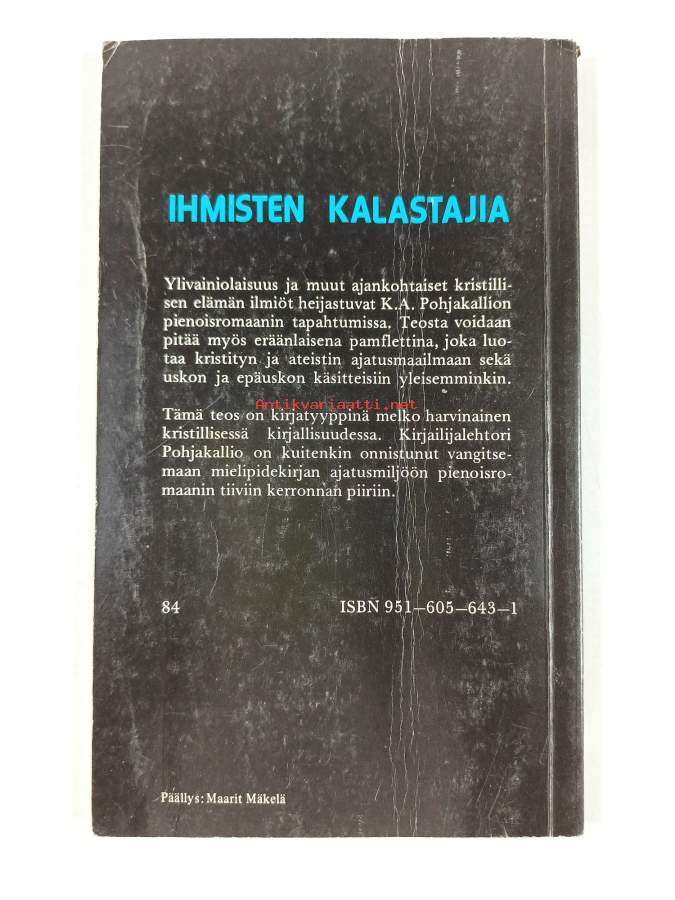 IHMISTEN KALASTAJIA
Ylivainiolaisuus ja muut ajankohtaiset kristilli-
sen elämän ilmiöt heijastuvat K.A. Pohjakallion
pienoisromaanin tapahtumissa. Teosta voidaan
pitää myös eräänlaisena pamflettina, joka luo-
taa kristityn ja ateistin ajatusmaailmaan sekä
uskon ja epäuskon käsitteisiin yleisemminkin.
Antikvariaatti.net
Tämä teos on kirjatyyppinä melko harvinainen
kristillisessä kirjallisuudessa. Kirjailijalehtori
Pohjakallio on kuitenkin onnistunut vangitse-
maan mielipidekirjan ajatusmiljöön pienoisro-
maanin tiiviin kerronnan piiriin.
84 ISBN 951-605-643-1
Päällys: Maarit Mäkelä